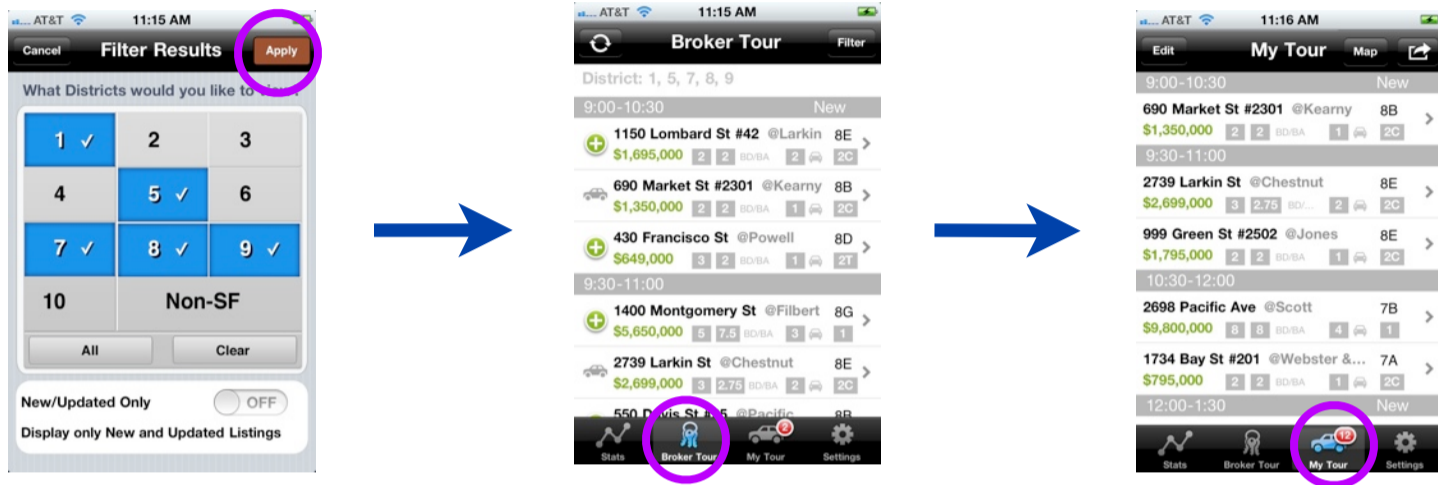 AT&T 11:15 AM
Cancel Filter Results Apply
What Districts would you like to view?
1 ✓ 2 3
4 5 ✓ 6
7 ✓ 8 ✓ 9 ✓
10 Non-SF
All Clear
New/Updated Only OFF
Display only New and Updated Listings
AT&T 11:15 AM
Broker Tour Filter
District: 1, 5, 7, 8, 9
9:00-10:30 New
1150 Lombard St #42 @Larkin 8E
$1,695,000 2 2 BD/BA 2 2C
690 Market St #2301 @Kearny 8B
$1,350,000 2 2 BD/BA 1 2C
430 Francisco St @Powell 8D
$649,000 3 2 BD/BA 1 2T
9:30-11:00
1400 Montgomery St @Filbert 8G
$5,650,000 5 7.5 BD/BA 3 1
2739 Larkin St @Chestnut 8E
$2,699,000 3 2.75 BD/BA 2 2C
550 Davis St @Pacific 8B
2
Stats Broker Tour My Tour Settings
AT&T 11:16 AM
Edit My Tour Map
9:00-10:30 New
690 Market St #2301 @Kearny 8B
$1,350,000 2 2 BD/BA 1 2C
9:30-11:00
2739 Larkin St @Chestnut 8E
$2,699,000 3 2.75 BD/... 2 2C
999 Green St #2502 @Jones 8E
$1,795,000 2 2 BD/BA 1 2C
10:30-12:00
2698 Pacific Ave @Scott 7B
$9,800,000 8 8 BD/BA 4 1
1734 Bay St #201 @Webster &... 7A
$795,000 2 2 BD/BA 1 2C
12:00-1:30 New
12
Stats Broker Tour My Tour Settings